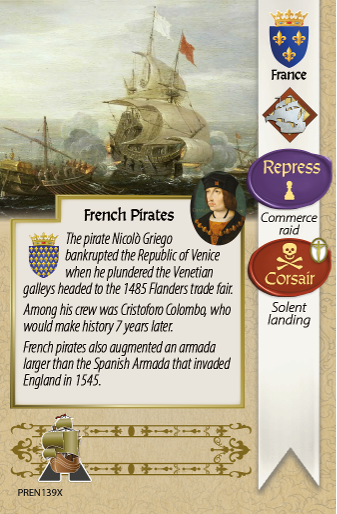 France
Repress
Commerce
raid
Corsair
Solent
landing
French Pirates
The pirate Nicolò Griego
bankrupted the Republic of Venice
when he plundered the Venetian
galleys headed to the 1485 Flanders trade fair.
Among his crew was Cristoforo Colombo, who
would make history 7 years later.
French pirates also augmented an armada
larger than the Spanish Armada that invaded
England in 1545.
PREN139X